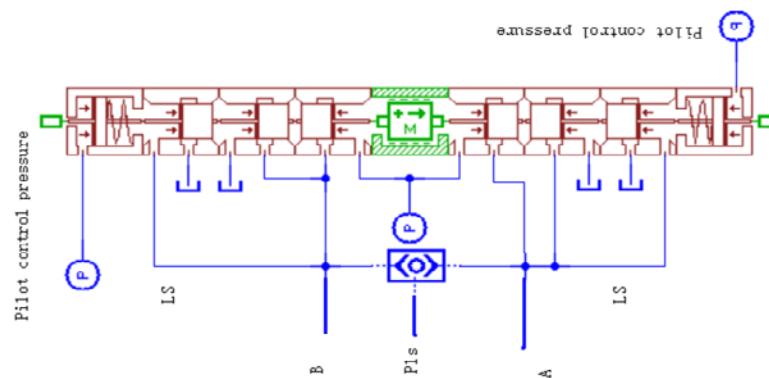 Pilot control pressure
P
M
Pilot control pressure
P
P
LS
LS
B
Pls
A